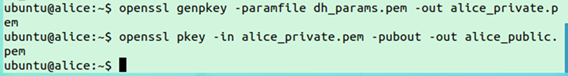 ubuntu@alice:~$ openssl genpkey -paramfile dh_params.pem -out alice_private.p
em
ubuntu@alice:~$ openssl pkey -in alice_private.pem -pubout -out alice_public.
pem
ubuntu@alice:~$